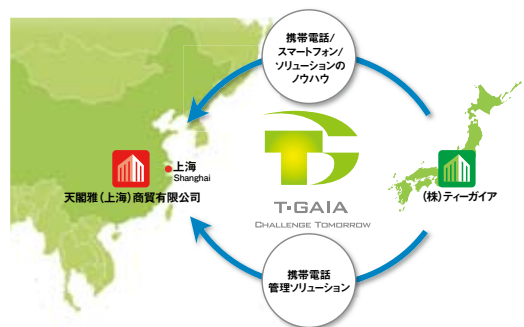 携帯電話/
スマートフォン/
ソリューションの
ノウハウ
上海
Shanghai
天閣雅(上海)商貿有限公司
T-GAIA
CHALLENGE TOMORROW
(株)ティーガイア
携帯電話
管理ソリューション